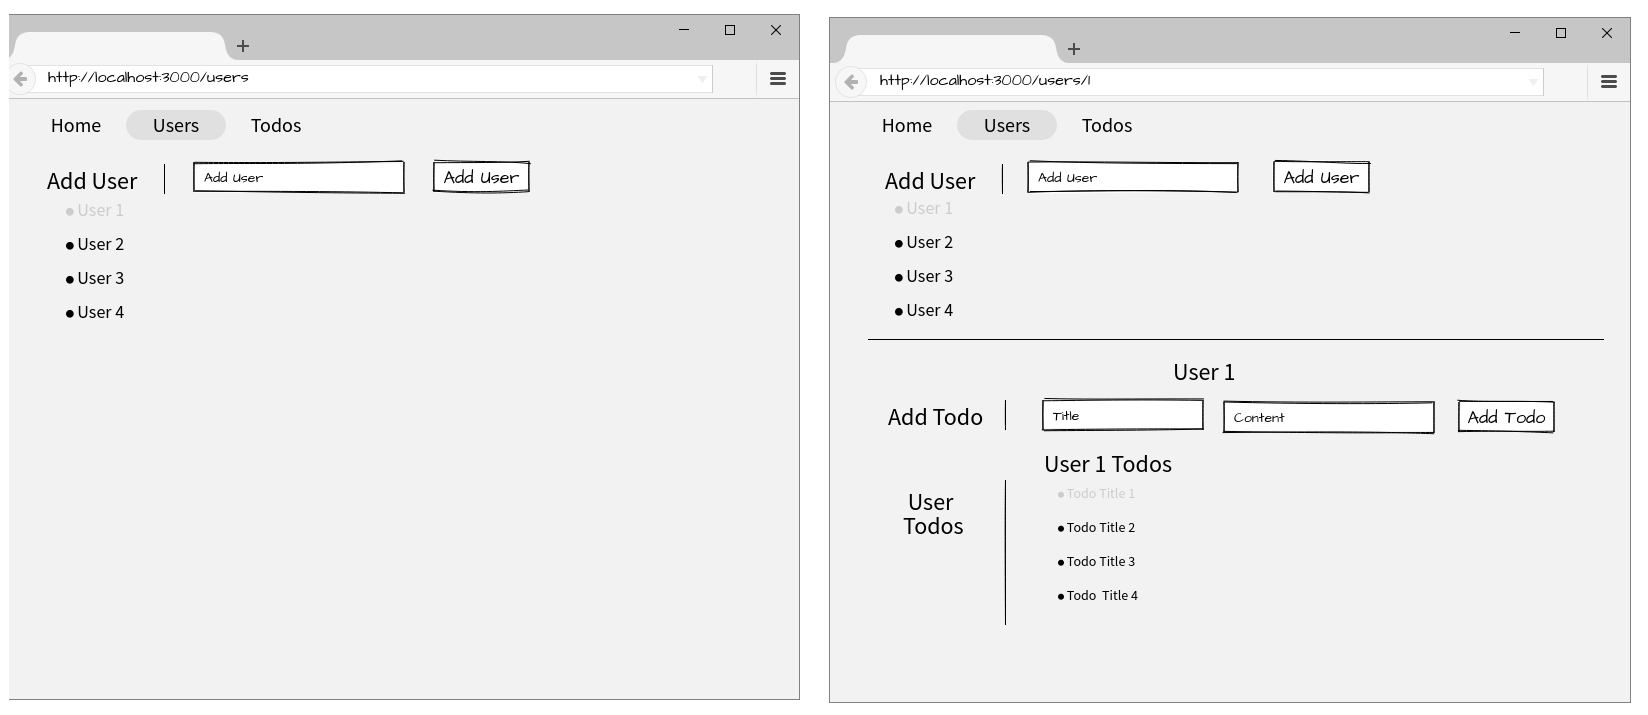 http://localhost:3000/users
Home Users Todos
Add User Add User Add User
User 1
User 2
User 3
User 4
http://localhost:3000/users/1
Home Users Todos
Add User Add User Add User
User 1
User 2
User 3
User 4
User 1
Add Todo Title Content Add Todo
User 1 Todos
User
Todos
Todo Title 1
Todo Title 2
Todo Title 3
Todo Title 4